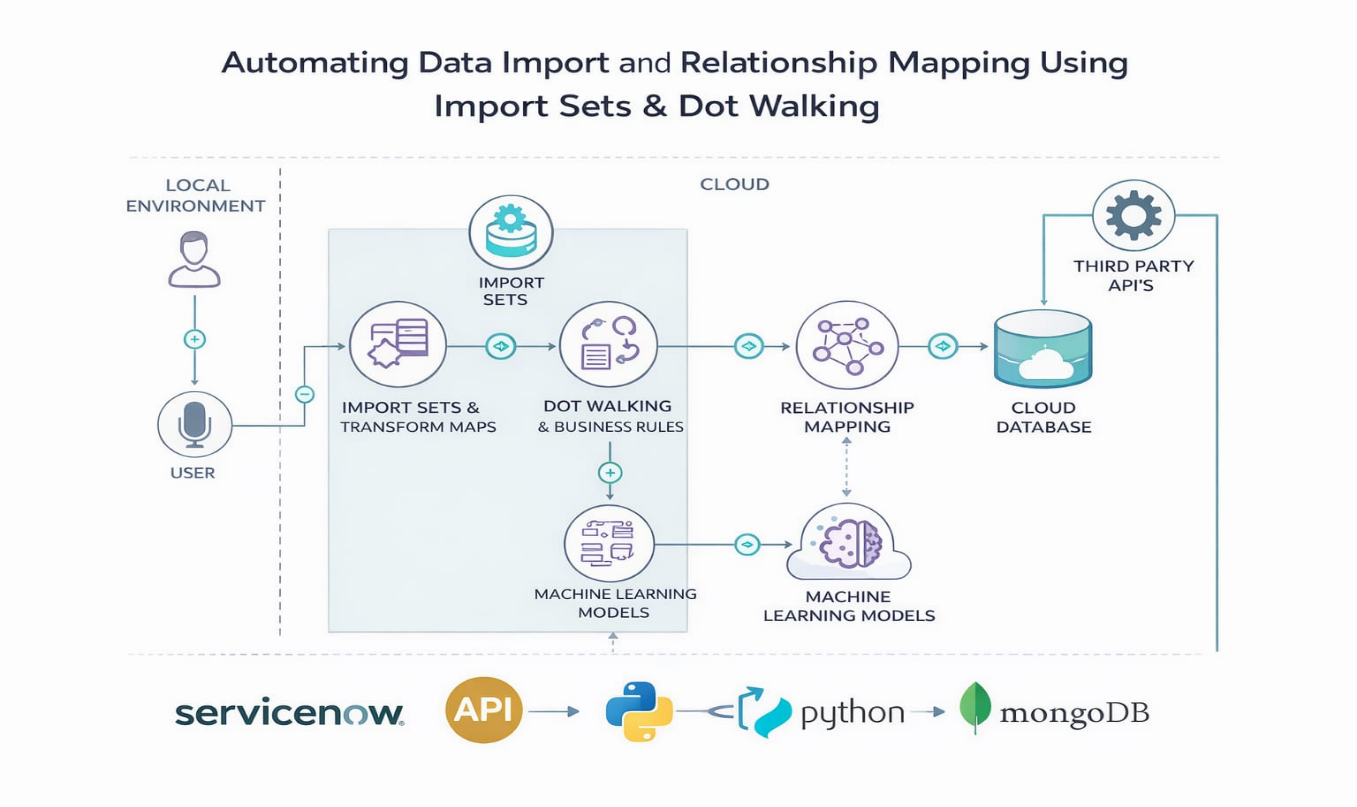 Automating Data Import and Relationship Mapping Using
Import Sets & Dot Walking
LOCAL
ENVIRONMENT
CLOUD
IMPORT
SETS
THIRD PARTY
API'S
IMPORT SETS &
TRANSFORM MAPS
DOT WALKING
& BUSINESS RULES
RELATIONSHIP
MAPPING
CLOUD
DATABASE
USER
MACHINE LEARNING
MODELS
MACHINE
LEARNING MODELS
servicenow.
API
python
mongoDB